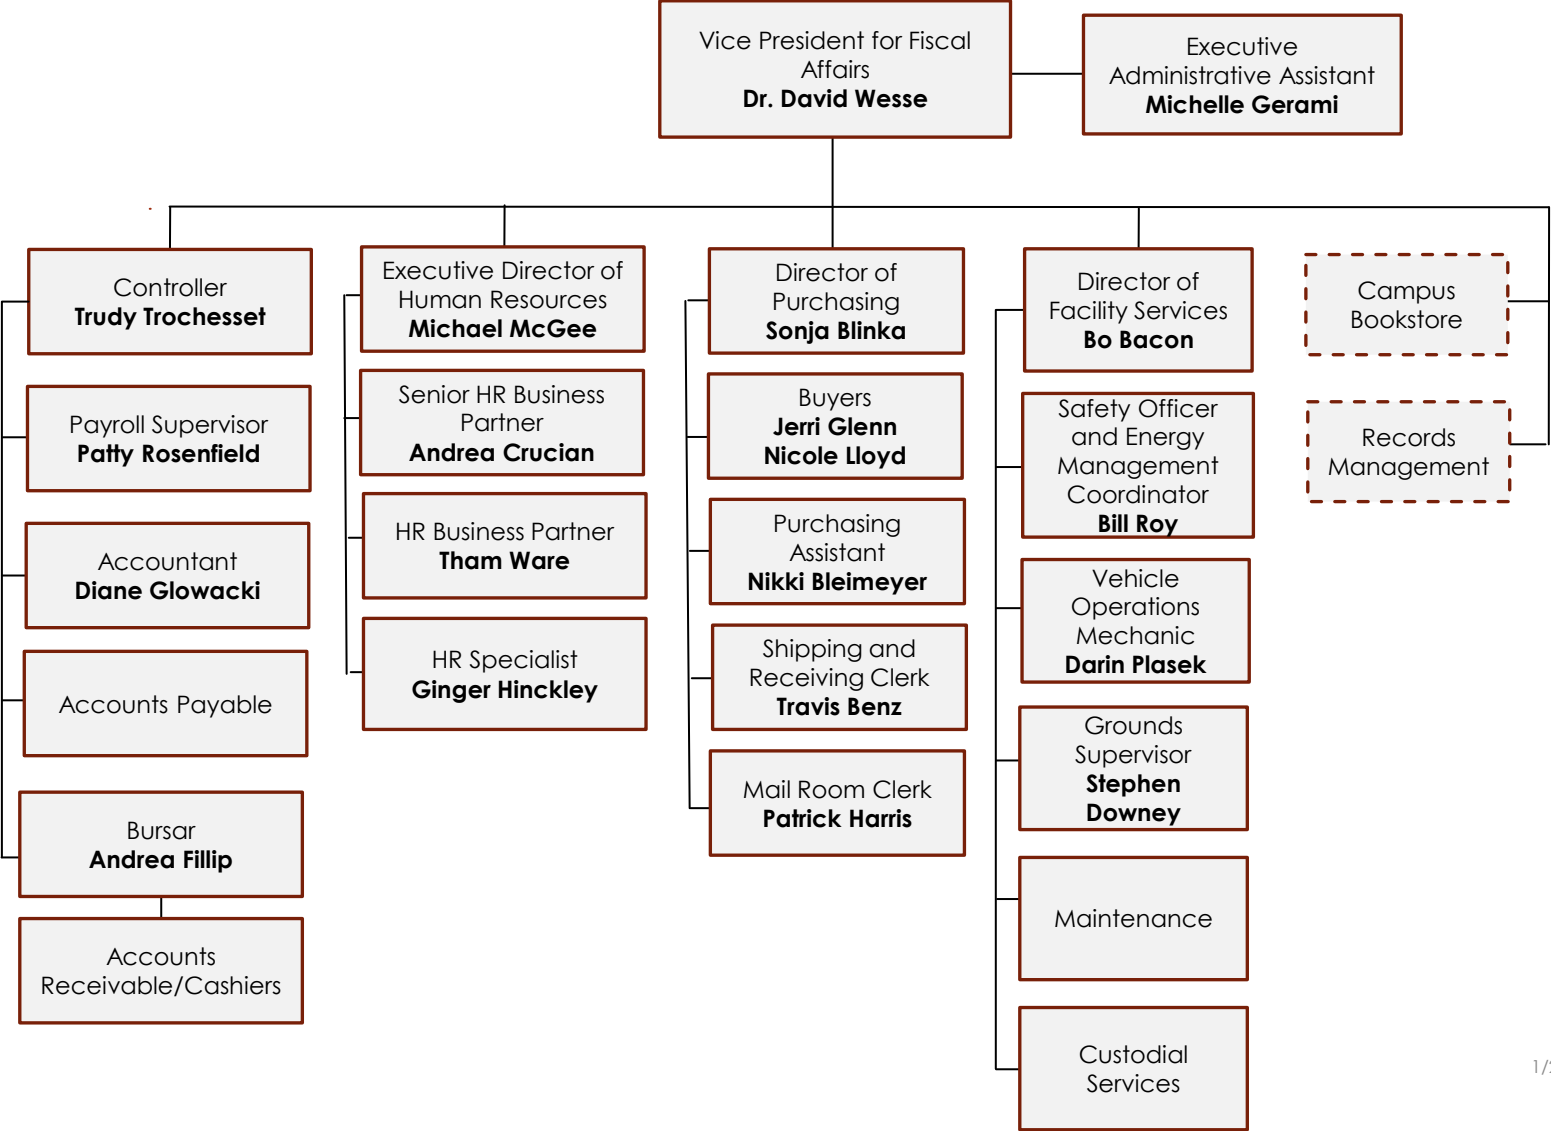 Vice President for Fiscal
Affairs
Dr. David Wesse
Executive
Administrative Assistant
Michelle Gerami
Controller
Trudy Trochesset
Payroll Supervisor
Patty Rosenfield
Accountant
Diane Glowacki
Accounts Payable
Bursar
Andrea Fillip
Accounts
Receivable/Cashiers
Executive Director of
Human Resources
Michael McGee
Senior HR Business
Partner
Andrea Crucian
HR Business Partner
Tham Ware
HR Specialist
Ginger Hinckley
Director of
Purchasing
Sonja Blinka
Buyers
Jerri Glenn
Nicole Lloyd
Purchasing
Assistant
Nikki Bleimeyer
Shipping and
Receiving Clerk
Travis Benz
Mail Room Clerk
Patrick Harris
Director of
Facility Services
Bo Bacon
Safety Officer
and Energy
Management
Coordinator
Bill Roy
Vehicle
Operations
Mechanic
Darin Plasek
Grounds
Supervisor
Stephen
Downey
Maintenance
Custodial
Services
Campus
Bookstore
Records
Management